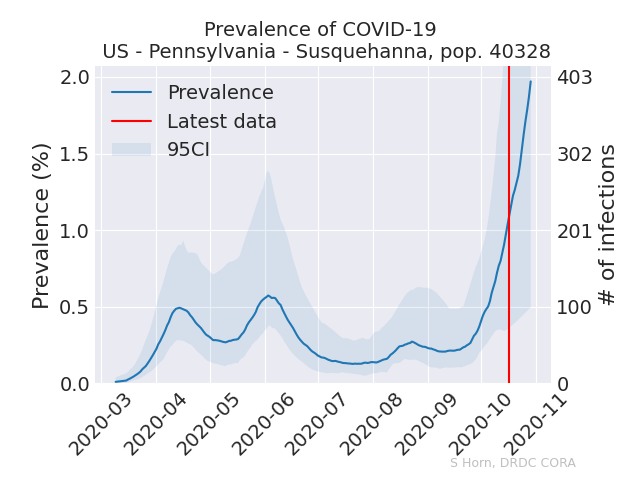 Prevalence of COVID-19
US - Pennsylvania - Susquehanna, pop. 40328
2.0
1.5
1.0
0.5
0.0
Prevalence (%)
Prevalence
Latest data
95CI
403
302
201
100
0
# of infections
2020-03
2020-04
2020-05
2020-06
2020-07
2020-08
2020-09
2020-10
2020-11
S Horn, DRDC CORA